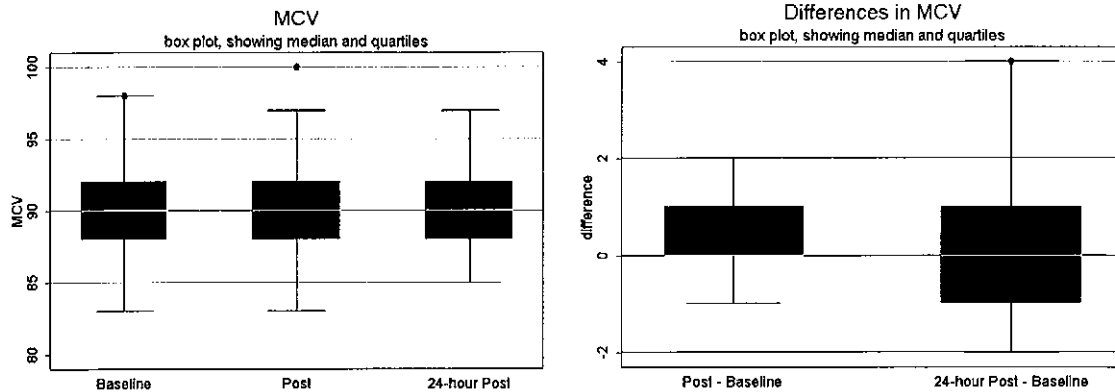 MCV
box plot, showing median and quartiles
MCV
100
95
90
85
80
Baseline Post 24-hour Post
Differences in MCV
box plot, showing median and quartiles
difference
4
2
0
-2
Post - Baseline 24-hour Post - Baseline